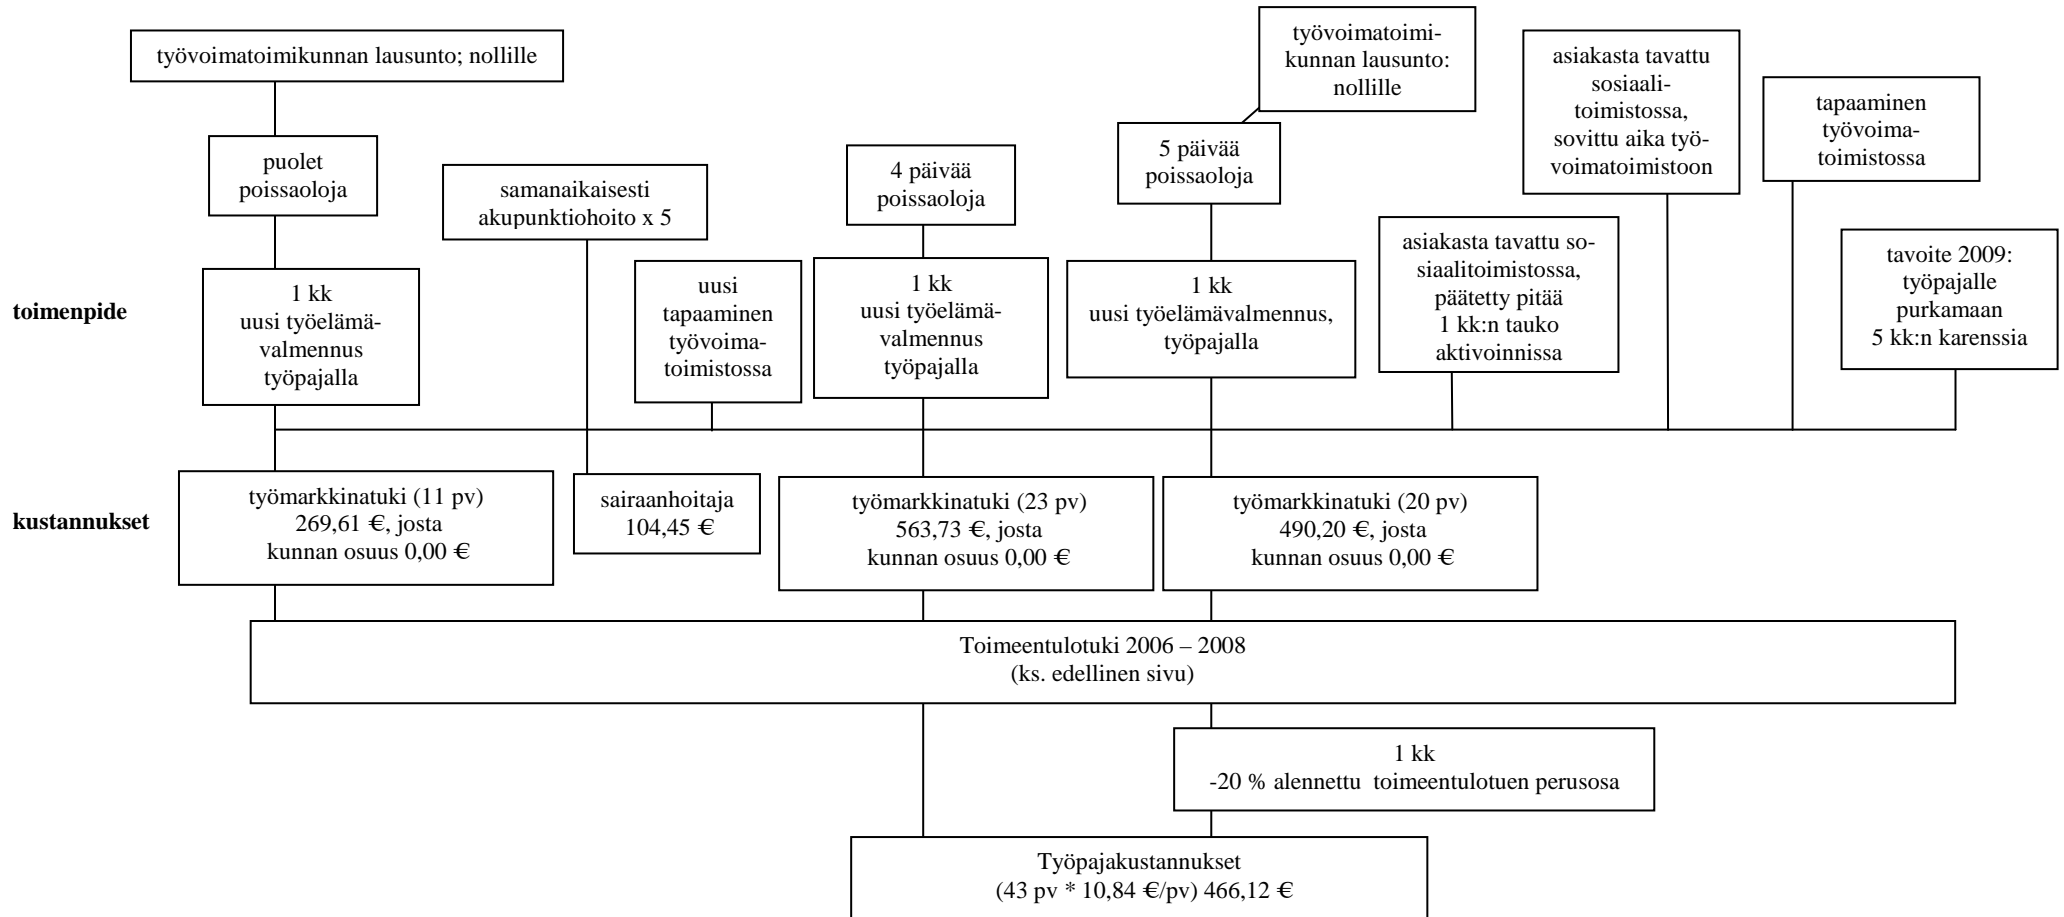 työvoimatoimikunnan lausunto; nollille
työvoimatoimi-
kunnan lausunto:
nollille
asiakasta tavattu
sosiaali-
toimistossa,
sovittu aika työ-
voimatoimistoon
tapaaminen
työvoima-
toimistossa
puolet
poissaoloja
samanaikaisesti
akupunktiohoito x 5
4 päivää
poissaoloja
5 päivää
poissaoloja
asiakasta tavattu so-
siaalitoimistossa,
päätetty pitää
1 kk:n tauko
aktivoinnissa
tavoite 2009:
työpajalle
purkamaan
5 kk:n karenssia
toimenpide
1 kk
uusi työelämä-
valmennus
työpajalla
uusi
tapaaminen
työvoima-
toimistossa
1 kk
uusi työelämä-
valmennus
työpajalla
1 kk
uusi työelämävalmennus,
työpajalla
kustannukset
työmarkkinatuki (11 pv)
269,61 €, josta
kunnan osuus 0,00 €
sairaanhoitaja
104,45 €
työmarkkinatuki (23 pv)
563,73 €, josta
kunnan osuus 0,00 €
työmarkkinatuki (20 pv)
490,20 €, josta
kunnan osuus 0,00 €
Toimeentulotuki 2006 – 2008
(ks. edellinen sivu)
1 kk
-20 % alennettu toimeentulotuen perusosa
Työpajakustannukset
(43 pv * 10,84 €/pv) 466,12 €